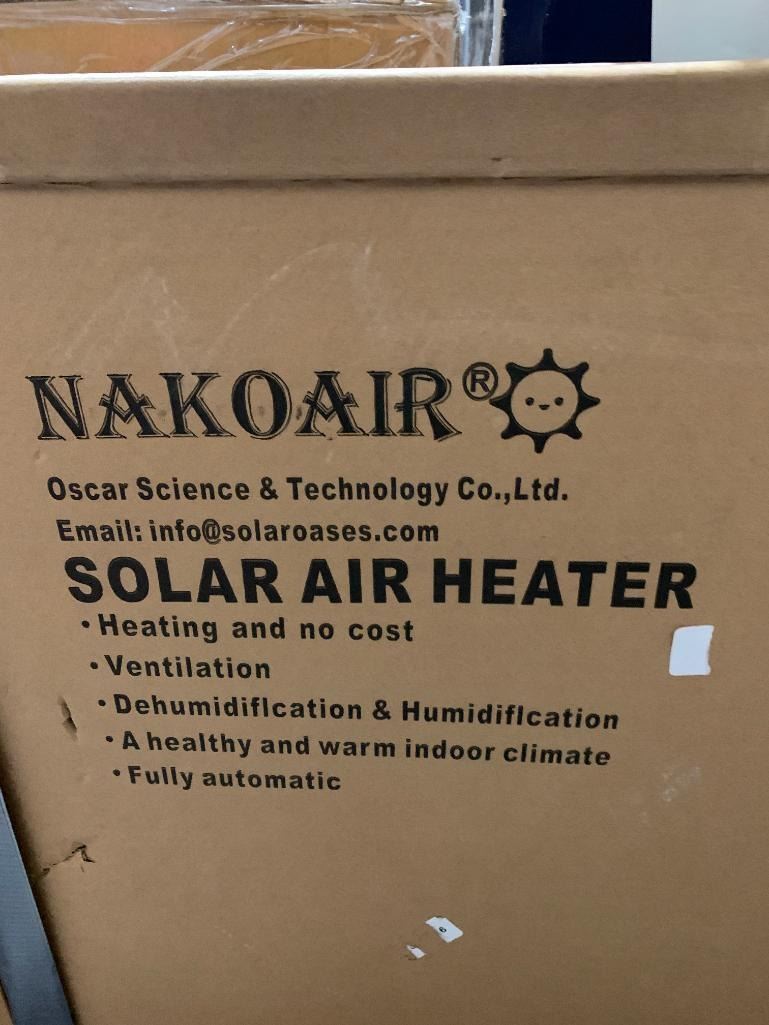 NAKOAIR®
Oscar Science & Technology Co.,Ltd.
Email: info@solaroases.com
SOLAR AIR HEATER
• Heating and no cost
• Ventilation
• Dehumidiflcation & Humidiflcation
• A healthy and warm indoor climate
• Fully automatic